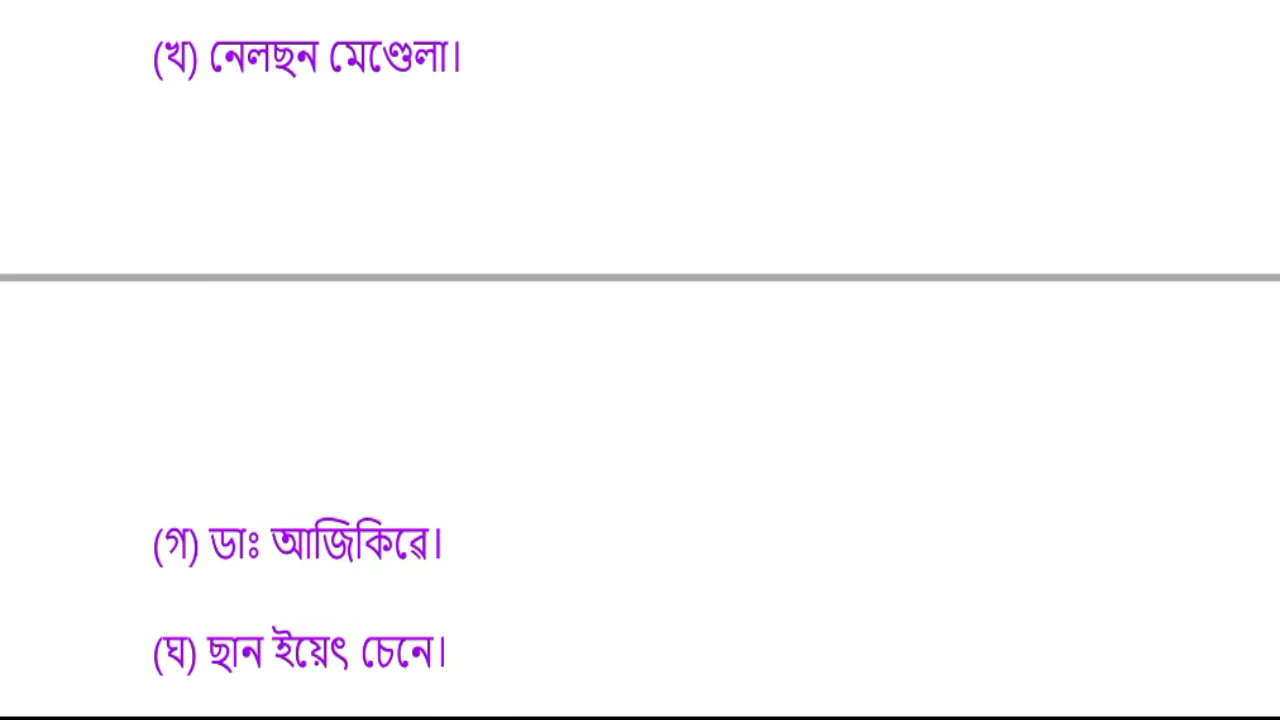 (খ) নেলছন মেণ্ডেলা।
(গ) ডাঃ আজিকিৱে।
(ঘ) ছান ইয়েৎ চেনে।